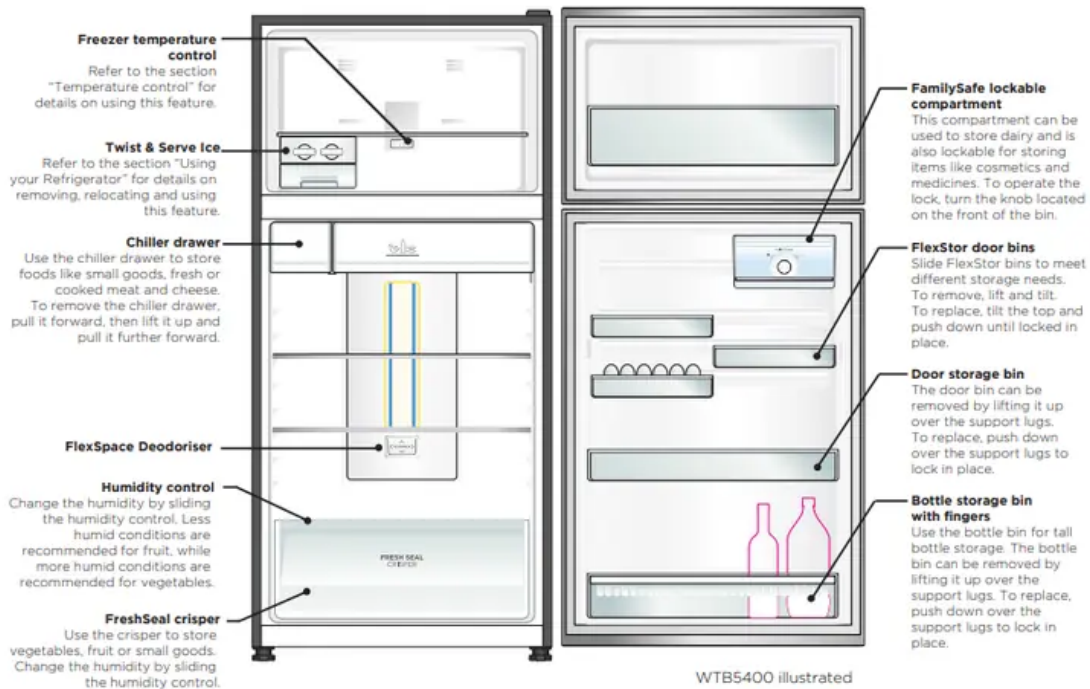 Freezer temperature
control
Refer to the section
"Temperature control" for
details on using this feature.
Twist & Serve Ice
Refer to the section "Using
your Refrigerator" for details on
removing, relocating and using
this feature.
Chiller drawer
Use the chiller drawer to store
foods like small goods, fresh or
cooked meat and cheese.
To remove the chiller drawer,
pull it forward, then lift it up and
pull it further forward.
FlexSpace Deodoriser
Humidity control
Change the humidity by sliding
the humidity control. Less
humid conditions are
recommended for fruit, while
more humid conditions are
recommended for vegetables.
FreshSeal crisper
Use the crisper to store
vegetables, fruit or small goods.
Change the humidity by sliding
the humidity control.
FRESH SEAL
CRISPER
FamilySafe lockable
compartment
This compartment can be
used to store dairy and is
also lockable for storing
items like cosmetics and
medicines. To operate the
lock, turn the knob located
on the front of the bin.
FlexStor door bins
Slide FlexStor bins to meet
different storage needs.
To remove, lift and tilt.
To replace, tilt the top and
push down until locked in
place.
Door storage bin
The door bin can be
removed by lifting it up
over the support lugs.
To replace, push down
over the support lugs to
lock in place.
Bottle storage bin
with fingers
Use the bottle bin for tall
bottle storage. The bottle
bin can be removed by
lifting it up over the
support lugs. To replace,
push down over the
support lugs to lock in
place.
WTB5400 illustrated